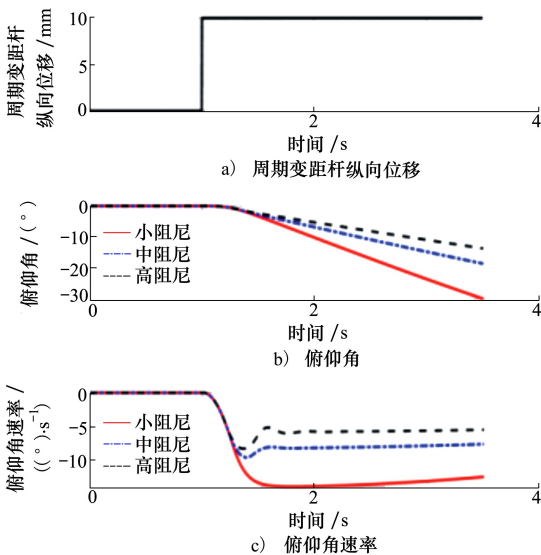 周期变距杆
纵向位移 /mm
10
5
0
2
4
时间 /s
a) 周期变距杆纵向位移
俯仰角 /(°)
0
-10
-20
-30
小阻尼
中阻尼
高阻尼
0
2
4
时间 /s
b) 俯仰角
俯仰角速率 /
((°)·s⁻¹)
0
-5
-10
小阻尼
中阻尼
高阻尼
0
2
4
时间 /s
c) 俯仰角速率